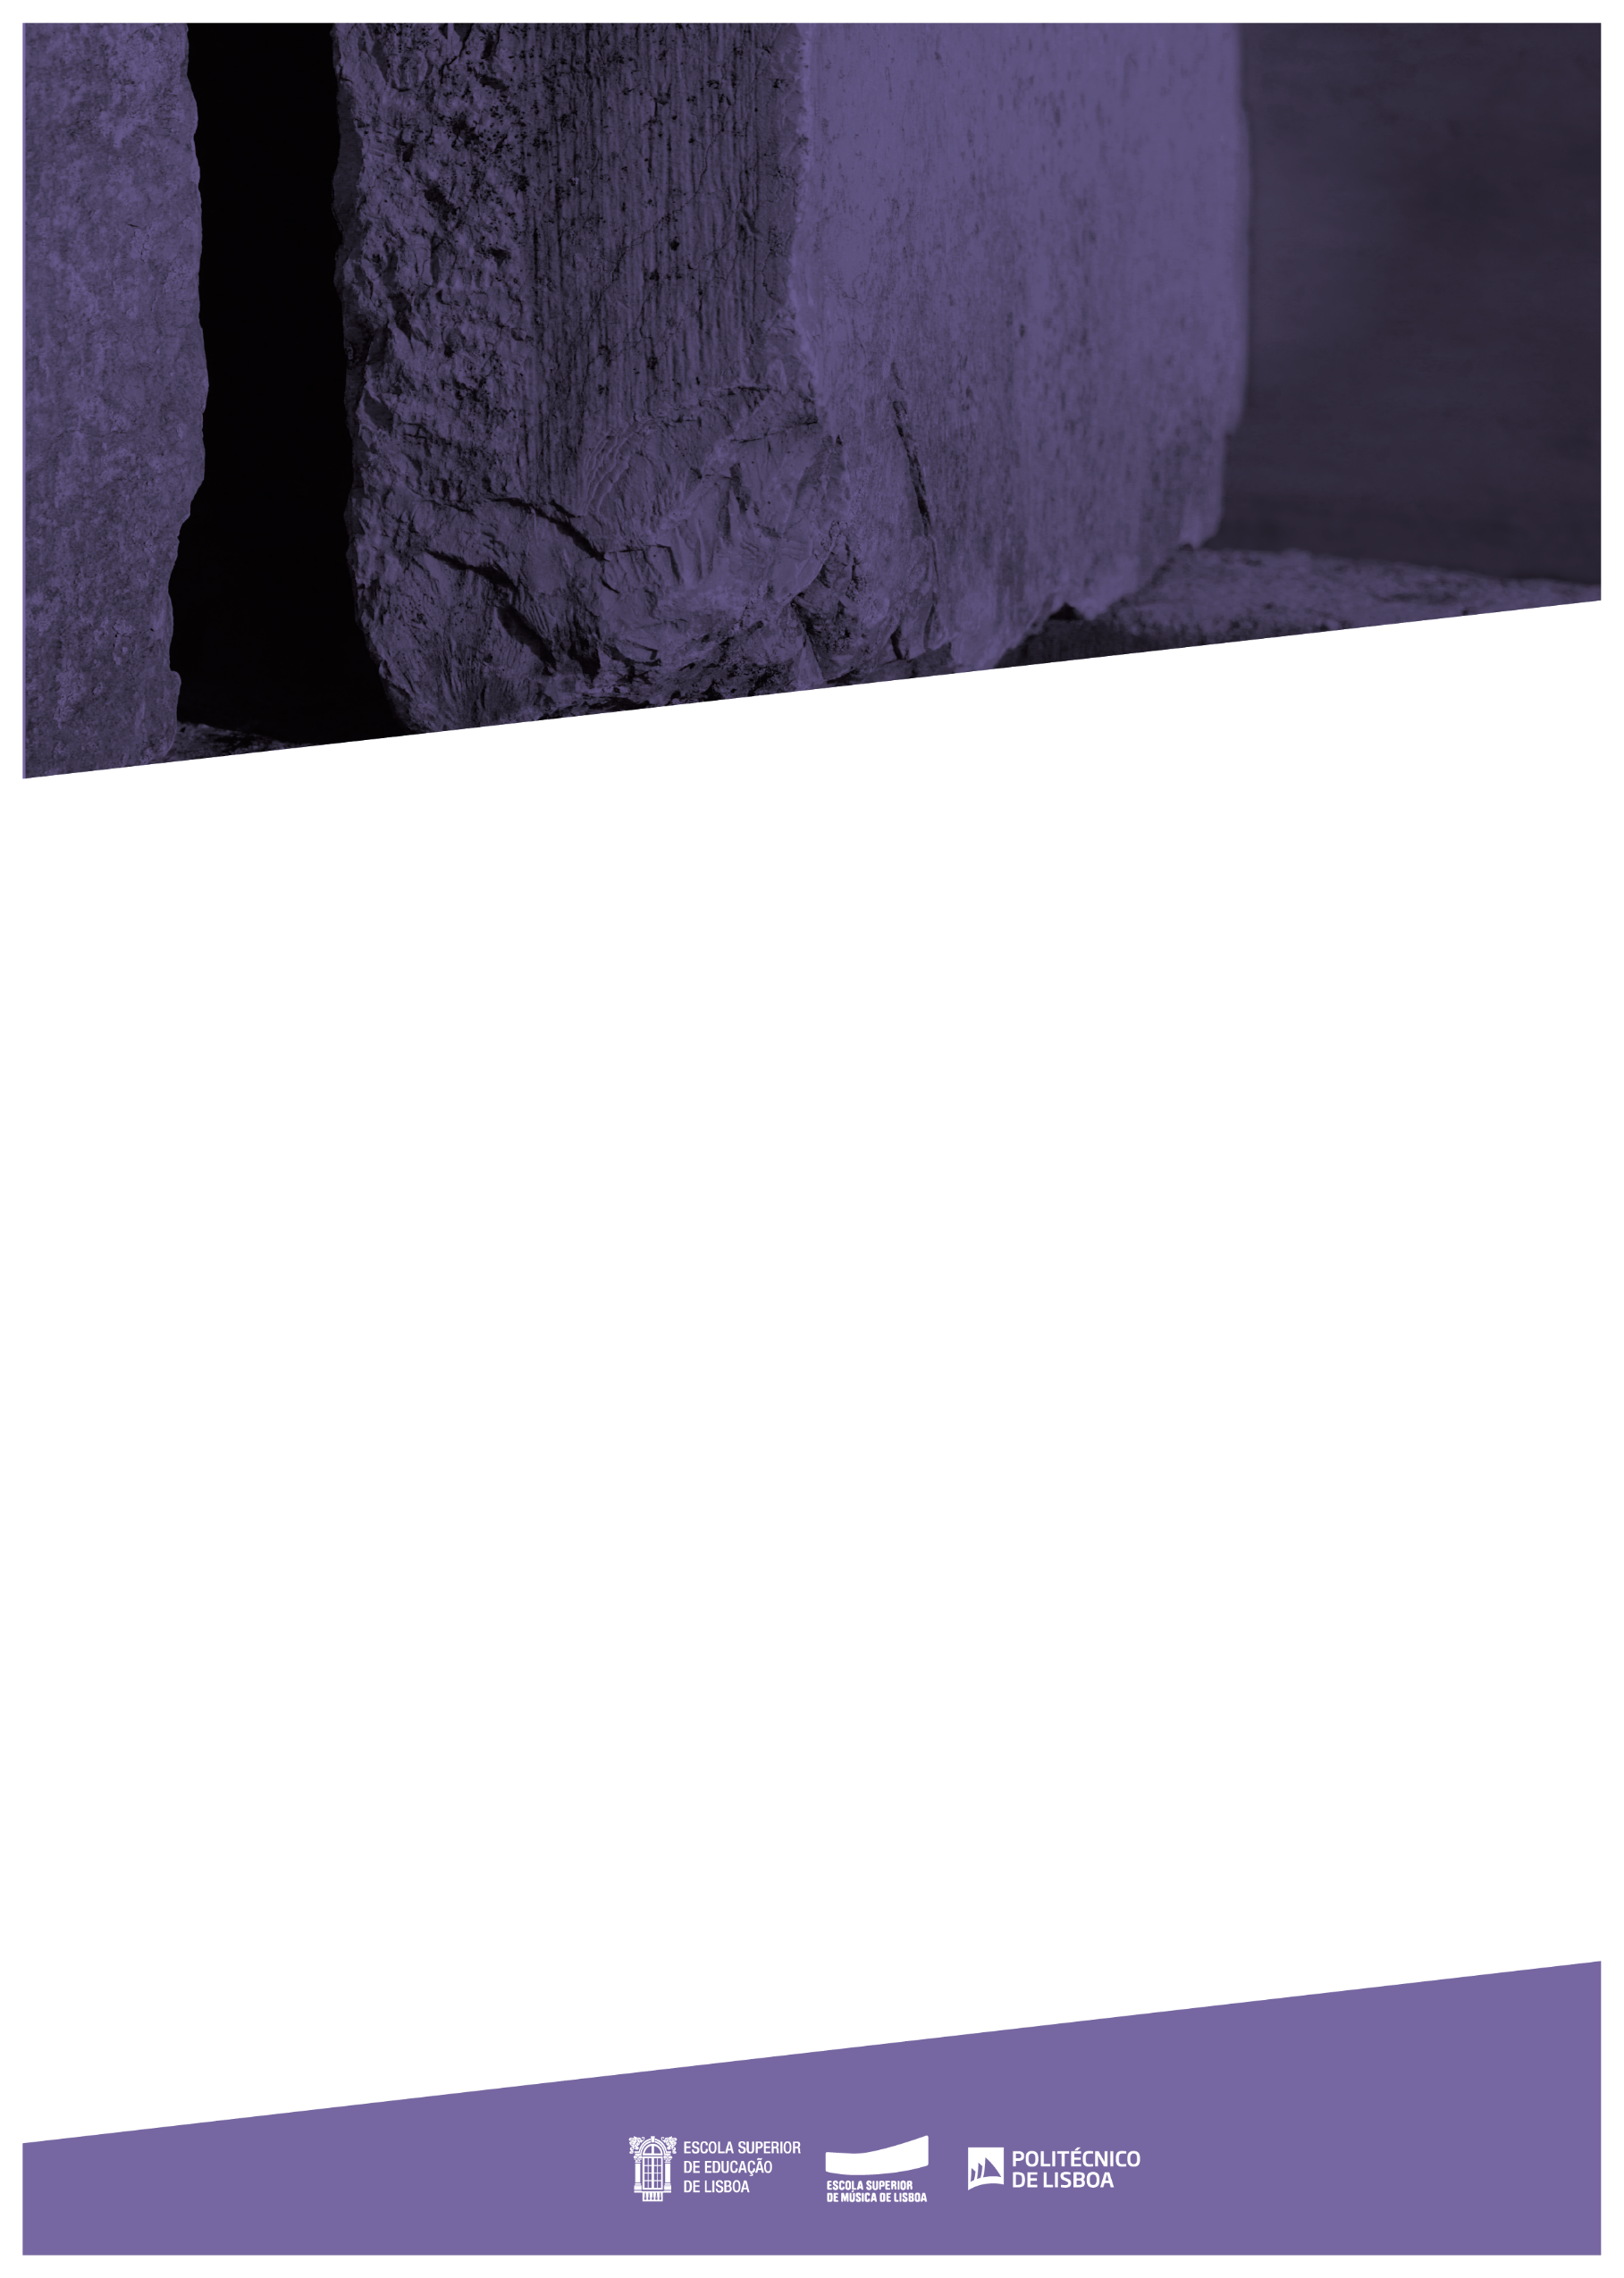 ESCOLA SUPERIOR
DE EDUCAÇÃO
DE LISBOA
ESCOLA SUPERIOR
DE MÚSICA DE LISBOA
POLITÉCNICO
DE LISBOA